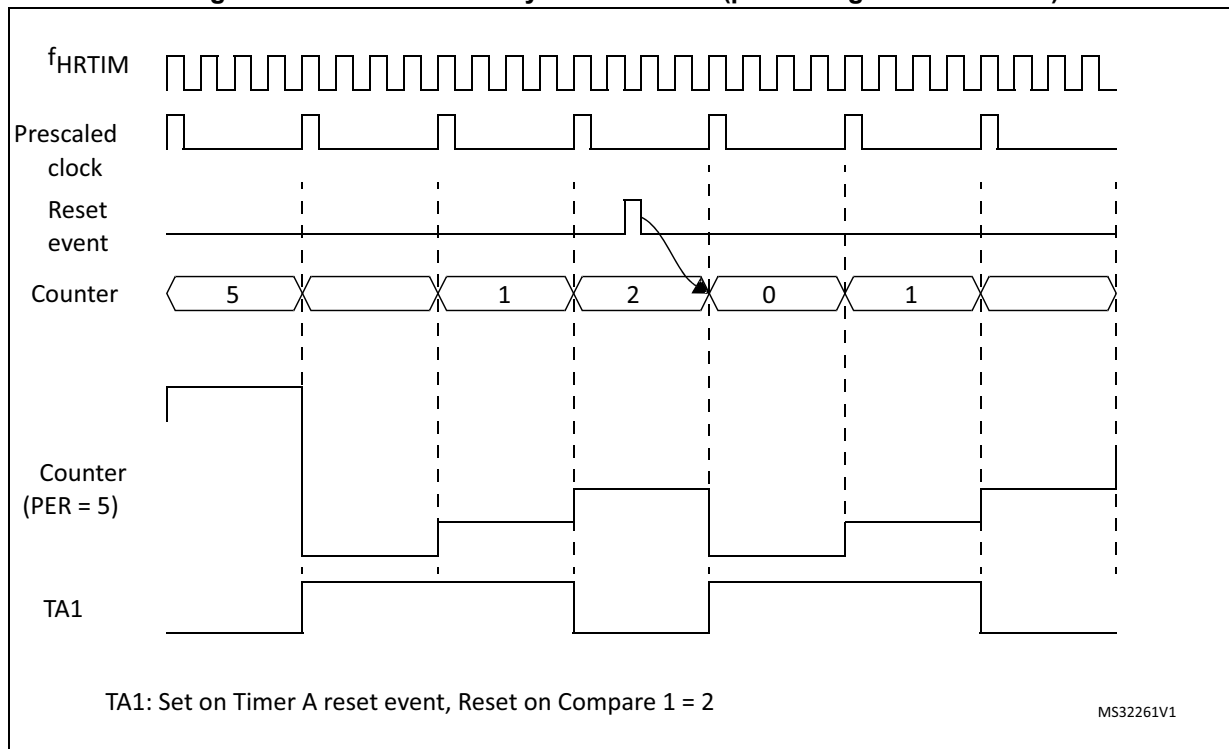 fHRTIM
Prescaled
clock
Reset
event
Counter
5
1
2
0
1
Counter
(PER = 5)
TA1
TA1: Set on Timer A reset event, Reset on Compare 1 = 2
MS32261V1